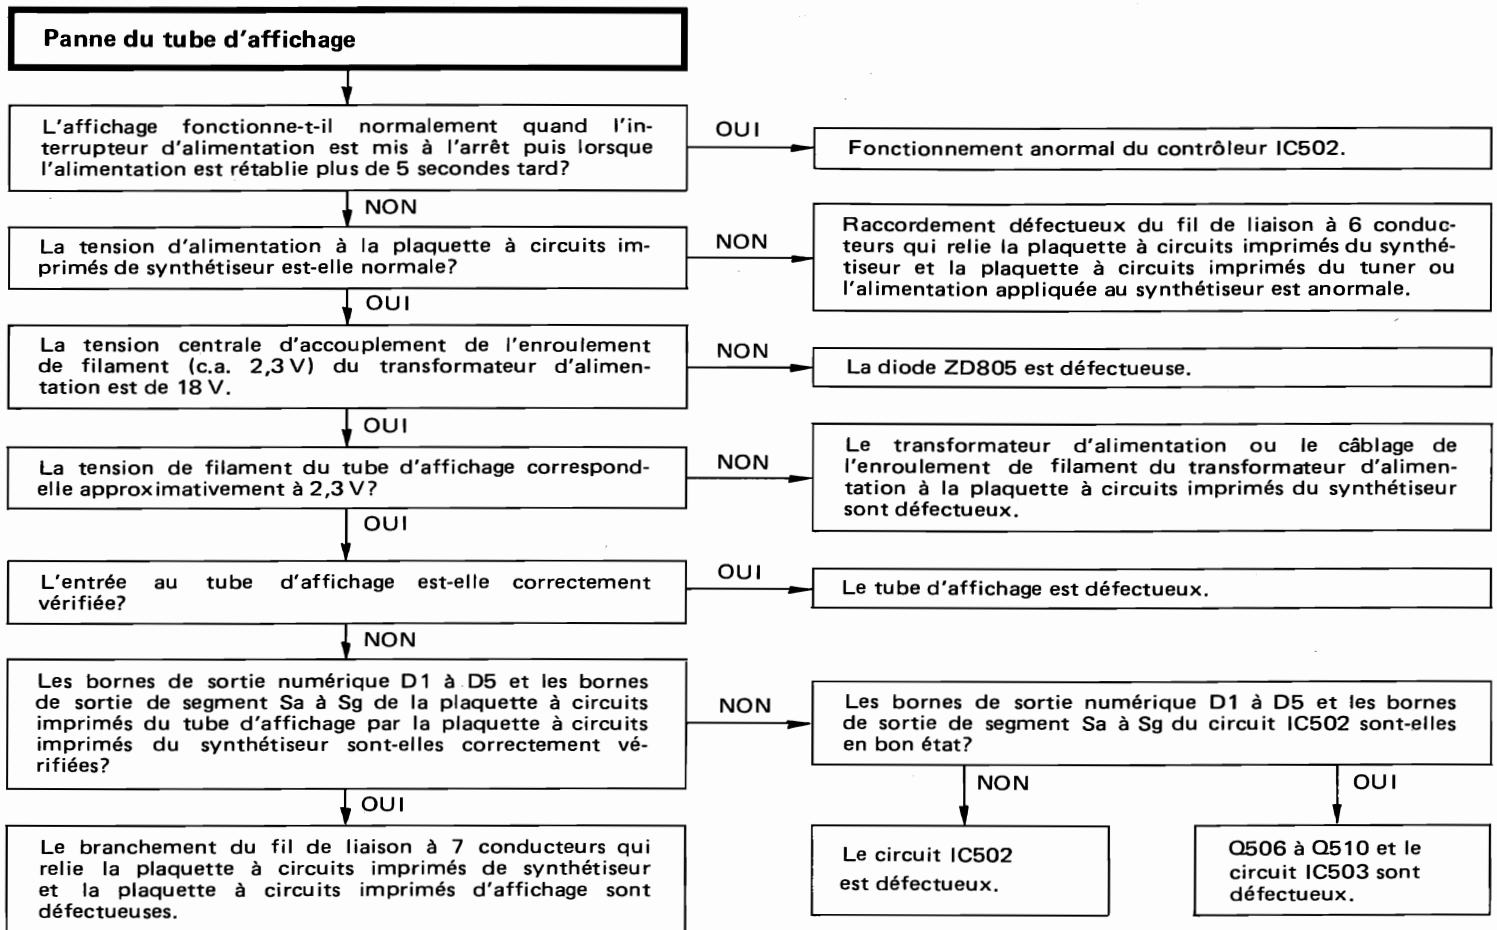 Panne du tube d'affichage
L'affichage fonctionne-t-il normalement quand l'in-
terrupteur d'alimentation est mis à l'arrêt puis lorsque
l'alimentation est rétablie plus de 5 secondes tard?
OUI
Fonctionnement anormal du contrôleur IC502.
NON
La tension d'alimentation à la plaquette à circuits im-
primés de synthétiseur est-elle normale?
NON
Raccordement défectueux du fil de liaison à 6 conduc-
teurs qui relie la plaquette à circuits imprimés du synthé-
tiseur et la plaquette à circuits imprimés du tuner ou
l'alimentation appliquée au synthétiseur est anormale.
OUI
La tension centrale d'accouplement de l'enroulement
de filament (c.a. 2,3 V) du transformateur d'alimen-
tation est de 18 V.
NON
La diode ZD805 est défectueuse.
OUI
La tension de filament du tube d'affichage correspond-
elle approximativement à 2,3 V?
NON
Le transformateur d'alimentation ou le câblage de
l'enroulement de filament du transformateur d'alimen-
tation à la plaquette à circuits imprimés du synthétiseur
sont défectueux.
OUI
L'entrée au tube d'affichage est-elle correctement
vérifiée?
OUI
Le tube d'affichage est défectueux.
NON
Les bornes de sortie numérique D1 à D5 et les bornes
de sortie de segment Sa à Sg de la plaquette à circuits
imprimés du tube d'affichage par la plaquette à circuits
imprimés du synthétiseur sont-elles correctement vé-
rifiées?
NON
Les bornes de sortie numérique D1 à D5 et les bornes
de sortie de segment Sa à Sg du circuit IC502 sont-elles
en bon état?
OUI
Le branchement du fil de liaison à 7 conducteurs qui
relie la plaquette à circuits imprimés de synthétiseur
et la plaquette à circuits imprimés d'affichage sont
défectueuses.
NON
Le circuit IC502
est défectueux.
OUI
Q506 à Q510 et le
circuit IC503 sont
défectueux.